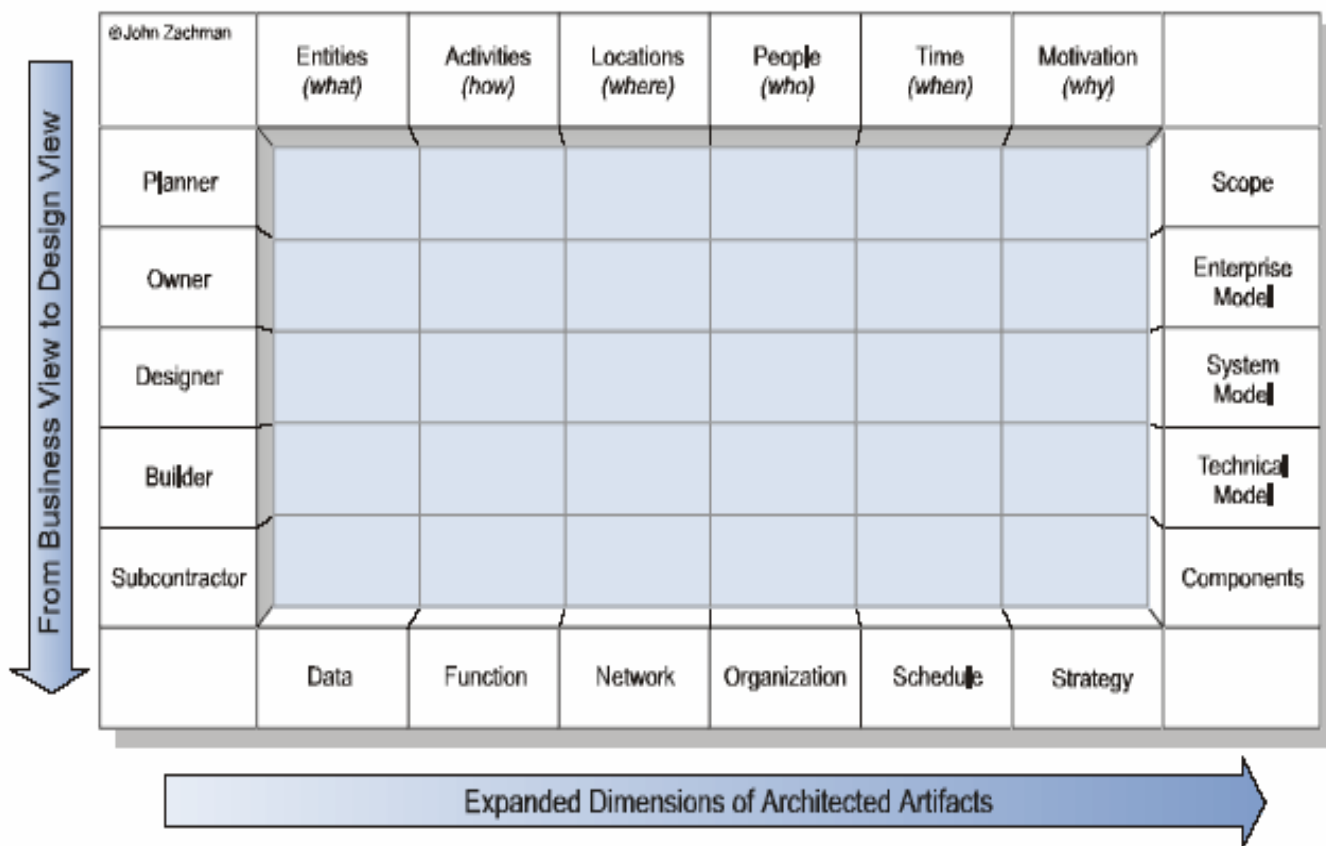 ©John Zachman
Entities
(what)
Activities
(how)
Locations
(where)
People
(who)
Time
(when)
Motivation
(why)
Planner
Scope
Owner
Enterprise
Model
Designer
System
Model
Builder
Technical
Model
Subcontractor
Components
Data
Function
Network
Organization
Schedule
Strategy
From Business View to Design View
Expanded Dimensions of Architected Artifacts